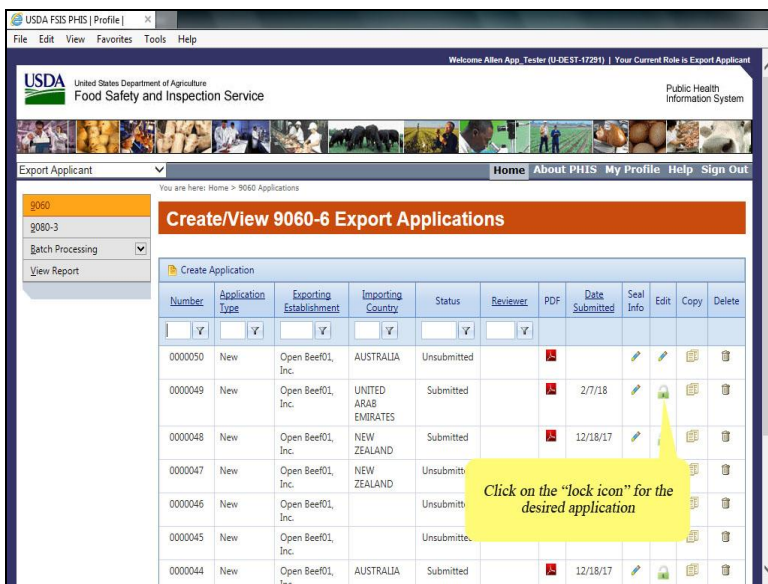 USDA FSIS PHIS | Profile |
File Edit View Favorites Tools Help
Welcome Allen App_Tester (U-DEST-17291) | Your Current Role is Export Applicant
USDA United States Department of Agriculture
Food Safety and Inspection Service
Public Health
Information System
Export Applicant
Home About PHIS My Profile Help Sign Out
You are here: Home > 9060 Applications
9060
9080-3
Batch Processing
View Report
Create/View 9060-6 Export Applications
Create Application
Number Application Type Exporting Establishment Importing Country Status Reviewer PDF Date Submitted Seal Info Edit Copy Delete
0000050 New Open Beef01, AUSTRALIA Unsubmitted
Inc.
0000049 New Open Beef01, UNITED Submitted 2/7/18
Inc. ARAB
EMIRATES
0000048 New Open Beef01, NEW Submitted 12/18/17
Inc. ZEALAND
0000047 New Open Beef01, NEW Unsubmitt
Inc. ZEALAND
0000046 New Open Beef01, Unsubmitt
Inc.
0000045 New Open Beef01, Unsubmitted
Inc.
0000044 New Open Beef01, AUSTRALIA Submitted 12/18/17
Click on the “lock icon” for the
desired application